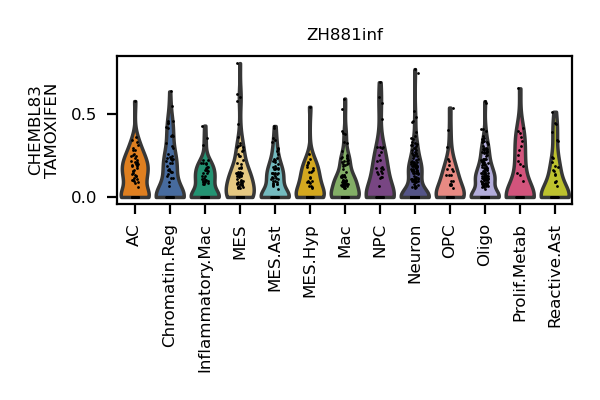 ZH881inf
CHEMBL83
TAMOXIFEN
0.5
0.0
AC
Chromatin.Reg
Inflammatory.Mac
MES
MES.Ast
MES.Hyp
Mac
NPC
Neuron
OPC
Oligo
Prolif.Metab
Reactive.Ast